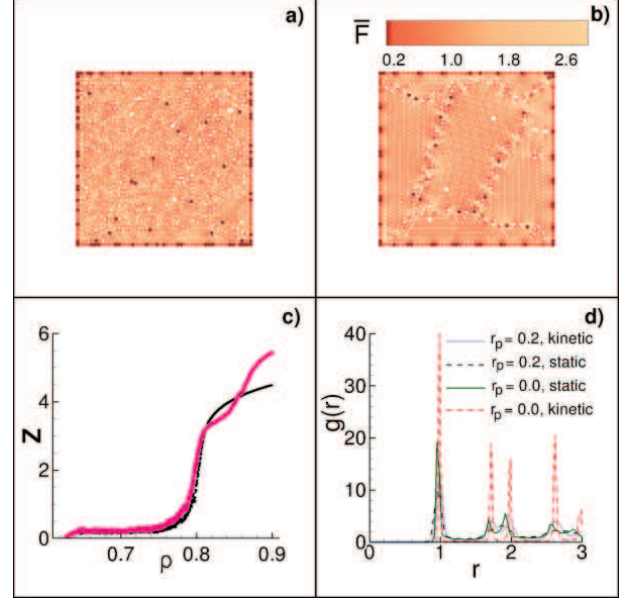 a)
b)
F
0.2 1.0 1.8 2.6
c)
6
4
2
0
Z
0.7 0.8 0.9
ρ
d)
40
30
20
10
0
g(r)
r_p = 0.2, kinetic
r_p = 0.2, static
r_p = 0.0, static
r_p = 0.0, kinetic
0 1 2 3
r